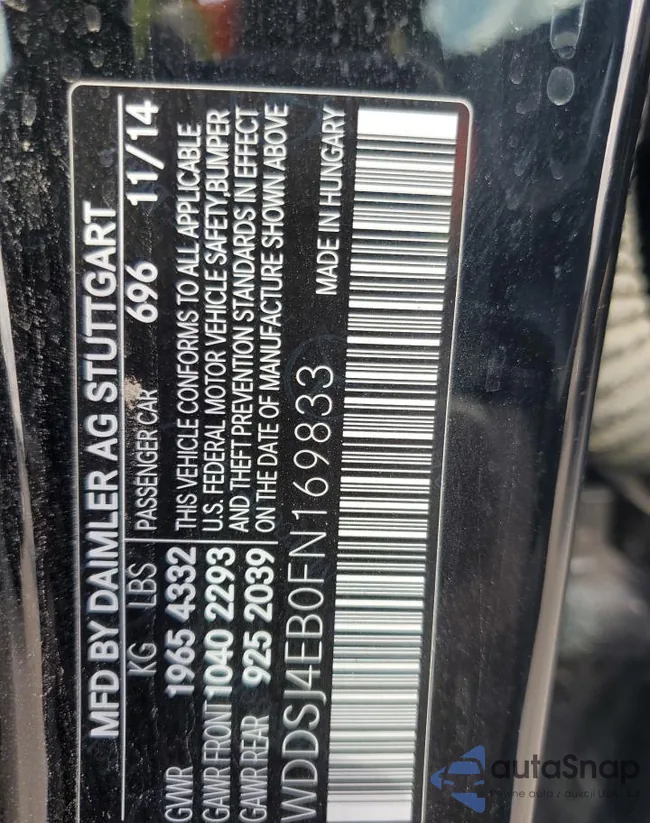 MFD BY DAIMLER AG STUTTGART
KG LBS PASSENGER CAR 696 11/14
GVWR 1965 4332
GAWR FRONT 1040 2293
GAWR REAR 925 2039
THIS VEHICLE CONFORMS TO ALL APPLICABLE
U.S. FEDERAL MOTOR VEHICLE SAFETY,BUMPER
AND THEFT PREVENTION STANDARDS IN EFFECT
ON THE DATE OF MANUFACTURE SHOWN ABOVE
WDDSJ4EB0FN169833
MADE IN HUNGARY
autaSnap